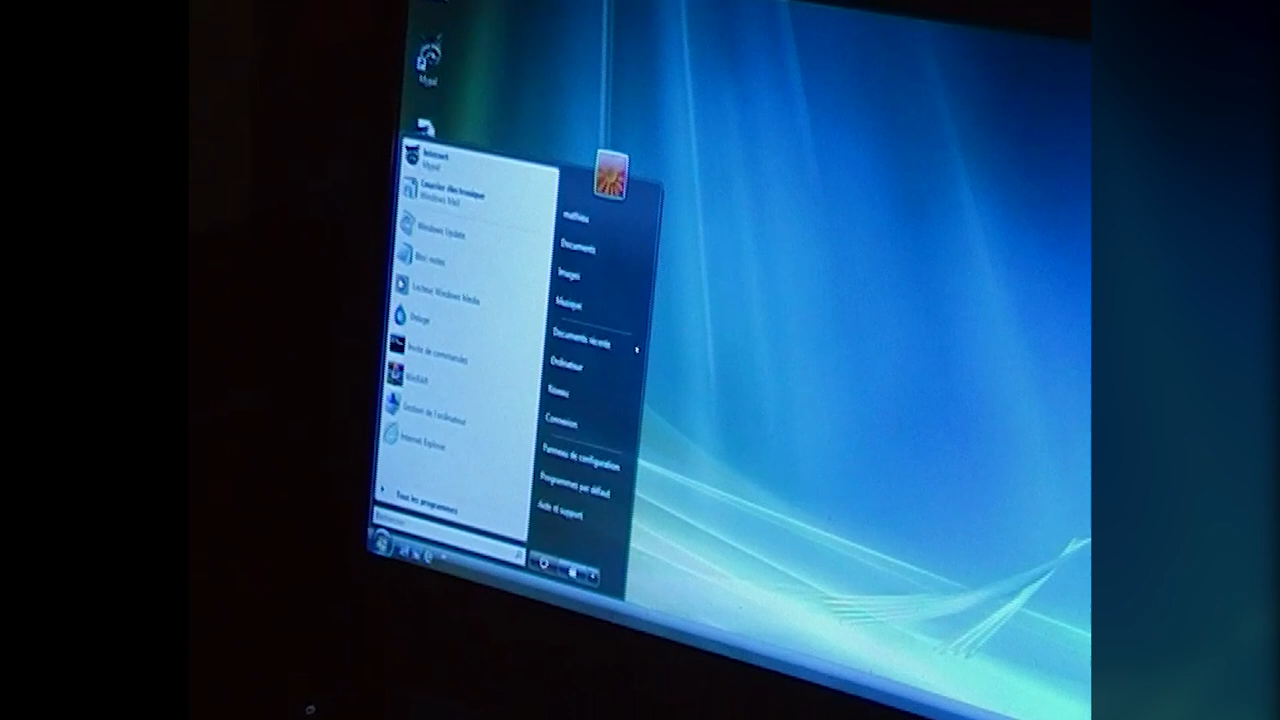 Mypal
Internet
Mypal
Courrier électronique
Windows Mail
Windows Update
Bloc-notes
Lecteur Windows Media
Deluge
Invite de commandes
WinRAR
Gestion de l'ordinateur
Internet Explorer
Tous les programmes
Rechercher
mathieu
Documents
Images
Musique
Documents récents
Ordinateur
Réseau
Connexion
Panneau de configuration
Programmes par défaut
Aide et support